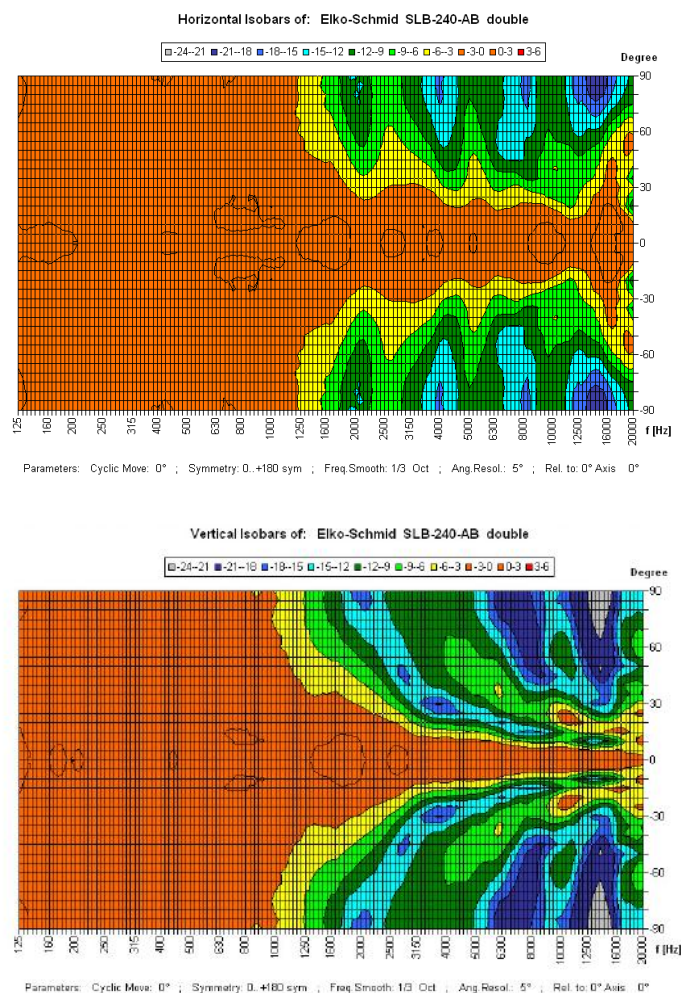 Horizontal Isobars of: Elko-Schmid SLB-240-AB double
-24--21 -21--18 -18--15 -15--12 -12--9 -9--6 -6--3 -3-0 0-3 3-6
Degree
90
60
30
0
-30
-60
-90
125 160 200 250 315 400 500 630 800 1000 1250 1600 2000 2500 3150 4000 5000 6300 8000 10000 12500 16000 20000
f [Hz]
Parameters: Cyclic Move: 0° ; Symmetry: 0..+180 sym ; Freq.Smooth: 1/3 Oct ; Ang.Resol.: 5° ; Rel. to: 0° Axis 0°
Vertical Isobars of: Elko-Schmid SLB-240-AB double
-24--21 -21--18 -18--15 -15--12 -12--9 -9--6 -6--3 -3-0 0-3 3-6
Degree
90
60
30
0
-30
-60
-90
125 160 200 250 315 400 500 630 800 1000 1250 1600 2000 2500 3150 4000 5000 6300 8000 10000 12500 16000 20000
f [Hz]
Parameters: Cyclic Move: 0° ; Symmetry: 0..+180 sym ; Freq.Smooth: 1/3 Oct ; Ang.Resol.: 5° ; Rel. to: 0° Axis 0°